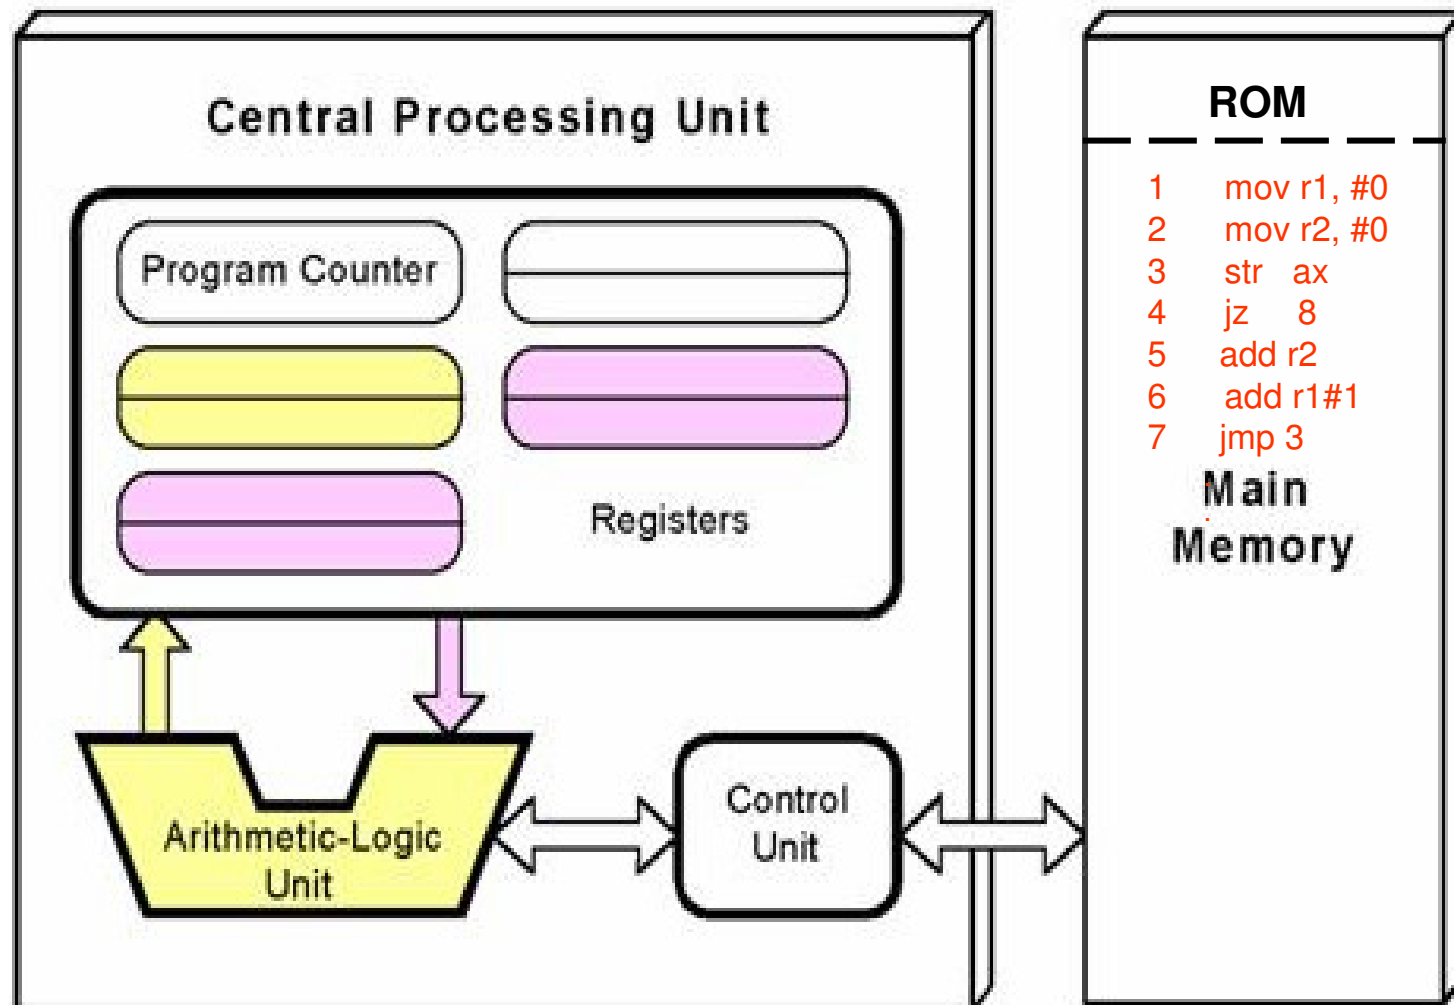 Central Processing Unit
Program Counter
Registers
Arithmetic-Logic
Unit
Control
Unit
ROM
1 mov r1, #0
2 mov r2, #0
3 str ax
4 jz 8
5 add r2
6 add r1#1
7 jmp 3
Main
Memory